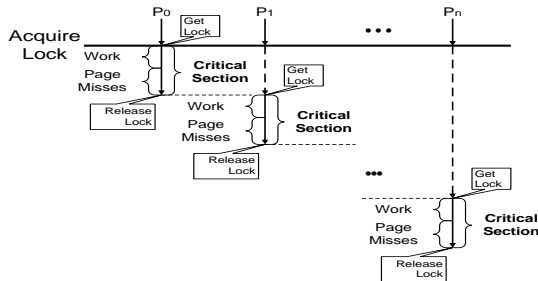 P0 P1 • • • Pn
Get
Lock
Acquire
Lock
Work
Page
Misses
Critical
Section
Release
Lock
Get
Lock
Work
Page
Misses
Critical
Section
Release
Lock
•••
Get
Lock
Work
Page
Misses
Critical
Section
Release
Lock